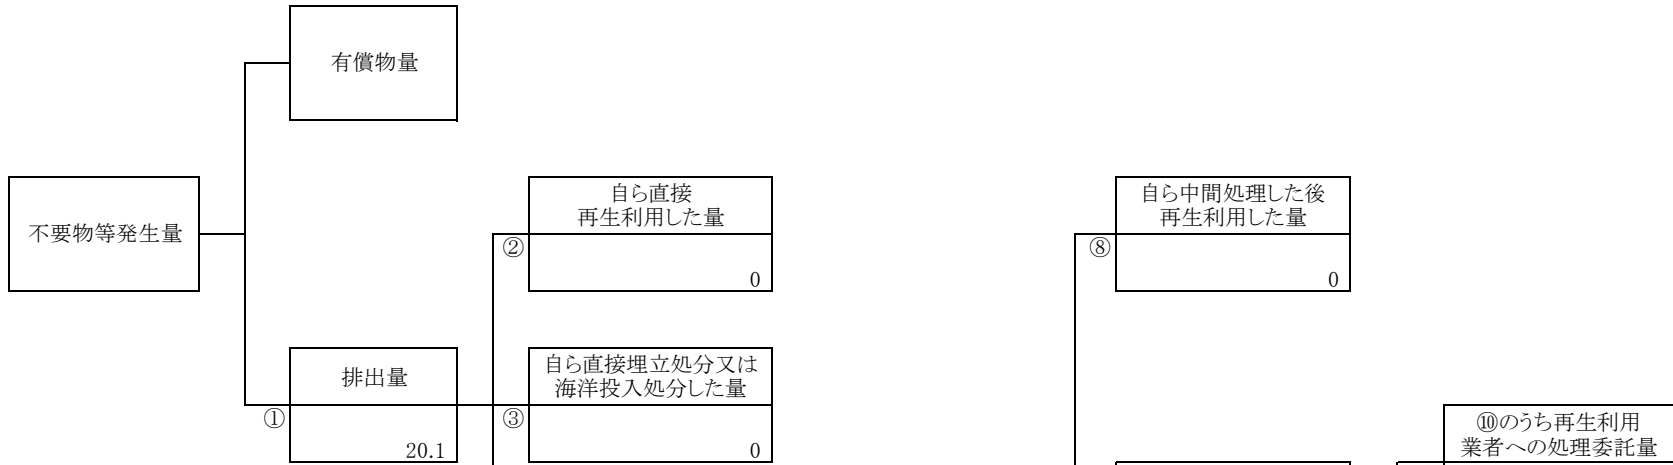 有償物量
不要物等発生量
自ら直接
再生利用した量
②
0
自ら中間処理した後
再生利用した量
⑧
0
排出量
①
20.1
自ら直接埋立処分又は
海洋投入処分した量
③
0
⑩のうち再生利用
業者への処理委託量